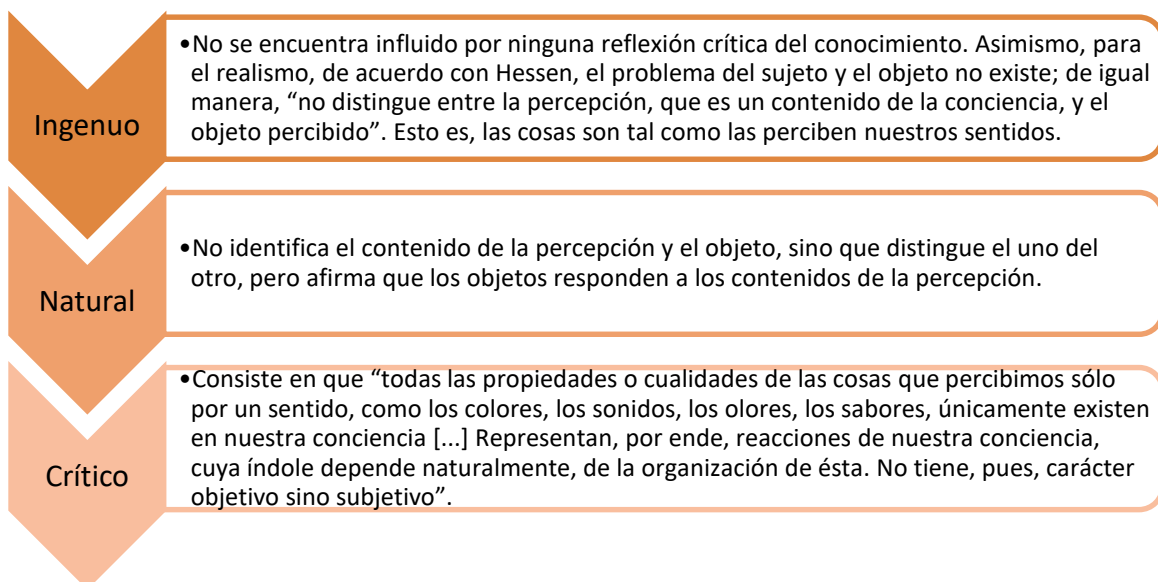 Ingenuo
•No se encuentra influido por ninguna reflexión crítica del conocimiento. Asimismo, para
el realismo, de acuerdo con Hessen, el problema del sujeto y el objeto no existe; de igual
manera, “no distingue entre la percepción, que es un contenido de la conciencia, y el
objeto percibido”. Esto es, las cosas son tal como las perciben nuestros sentidos.
Natural
•No identifica el contenido de la percepción y el objeto, sino que distingue el uno del
otro, pero afirma que los objetos responden a los contenidos de la percepción.
Crítico
•Consiste en que “todas las propiedades o cualidades de las cosas que percibimos sólo
por un sentido, como los colores, los sonidos, los olores, los sabores, únicamente existen
en nuestra conciencia [...] Representan, por ende, reacciones de nuestra conciencia,
cuya índole depende naturalmente, de la organización de ésta. No tiene, pues, carácter
objetivo sino subjetivo”.